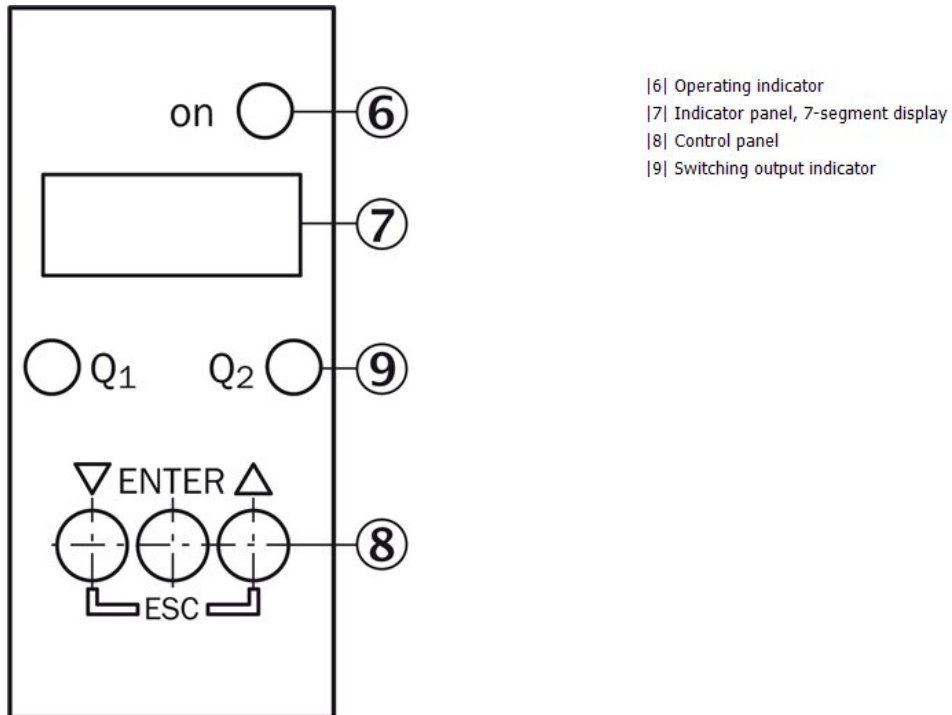 on ⑥
⑦
Q₁ Q₂ ⑨
▽ ENTER △
⑧
ESC
|6| Operating indicator
|7| Indicator panel, 7-segment display
|8| Control panel
|9| Switching output indicator